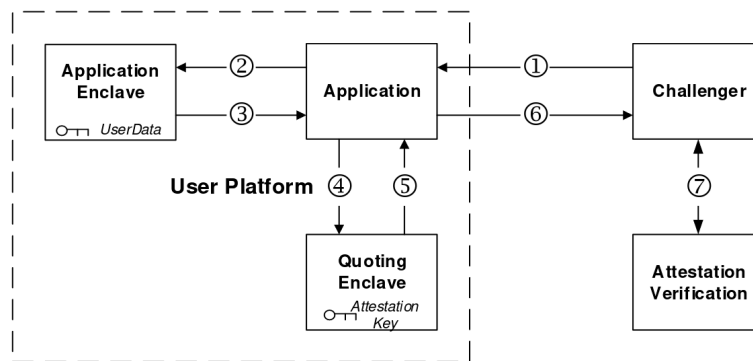 Application
Enclave
UserData
②
③
Application
①
⑥
Challenger
User Platform
④
⑤
⑦
Quoting
Enclave
Attestation
Key
Attestation
Verification